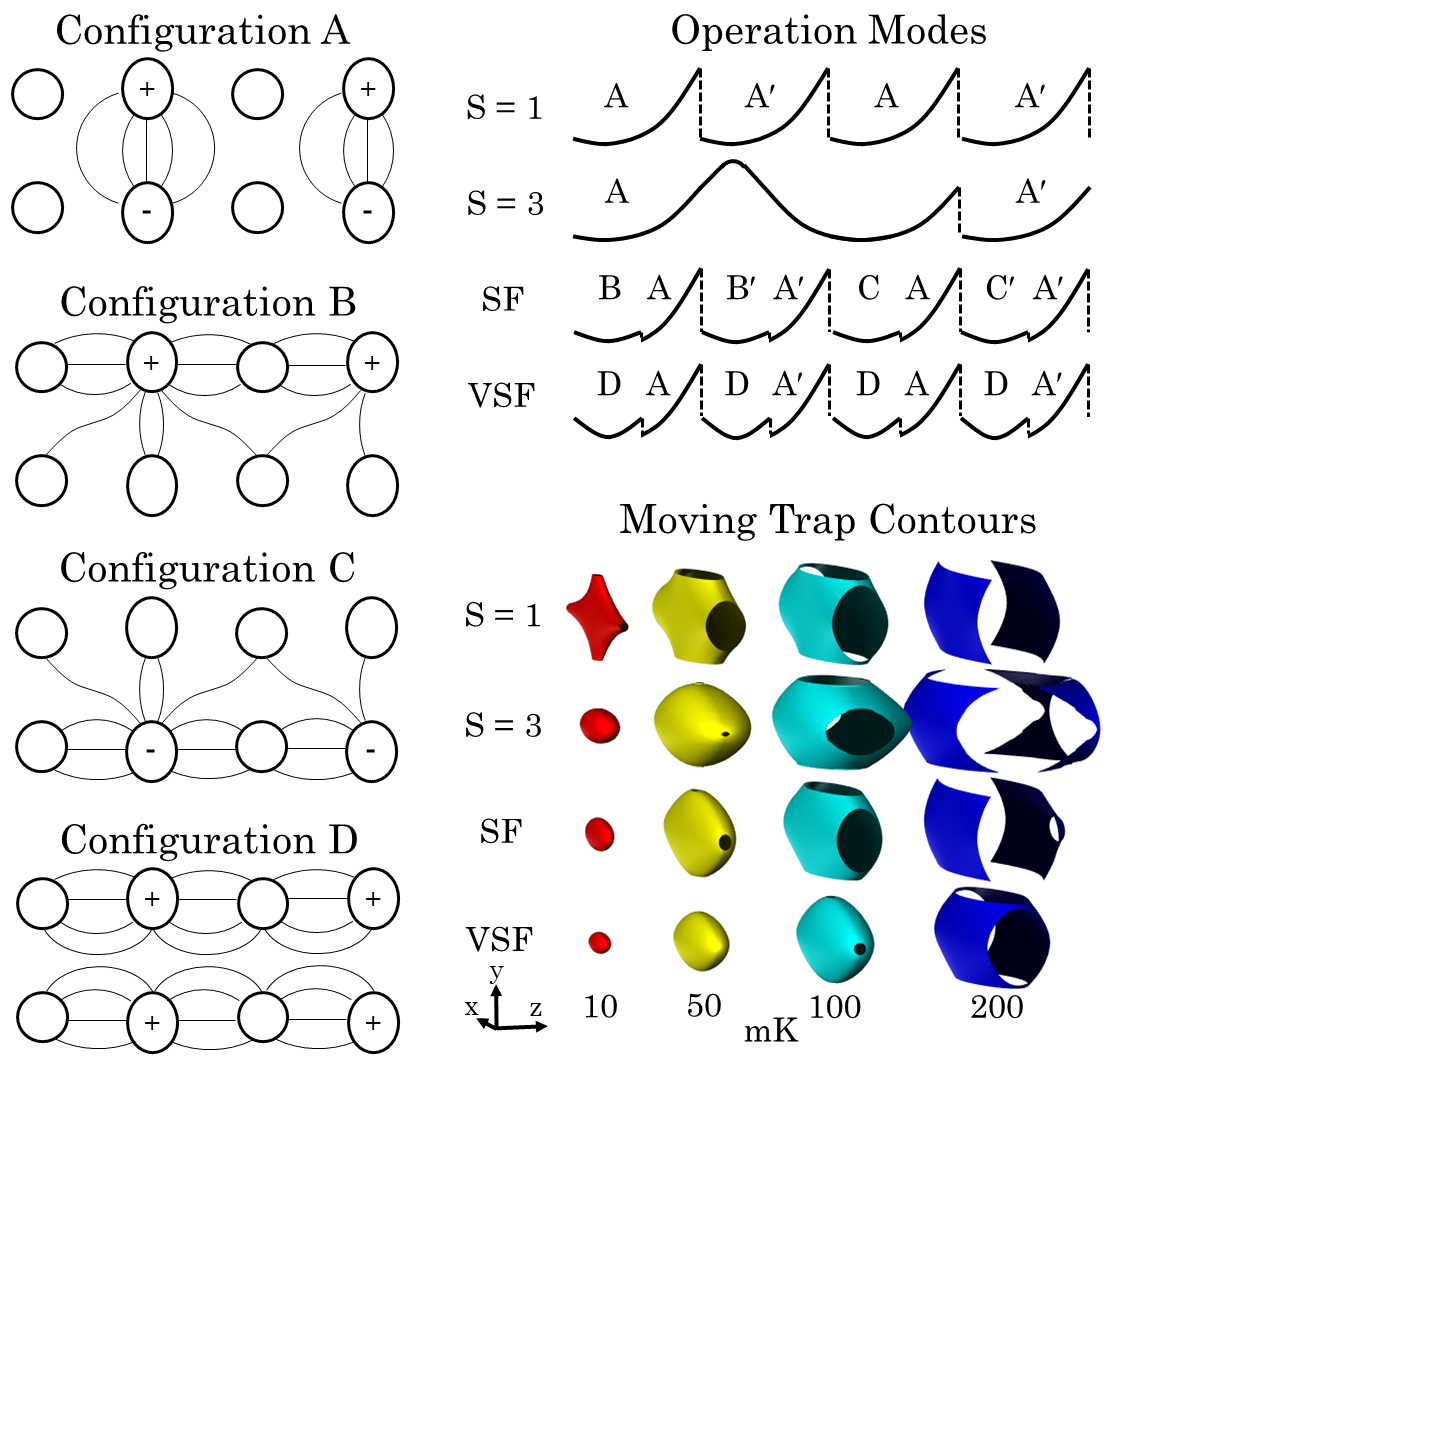 Configuration A
+ +
- -
Configuration B
+ +
Configuration C
- -
Configuration D
+ +
+ +
Operation Modes
S = 1 A A′ A A′
S = 3 A A′
SF B A B′ A′ C A C′ A′
VSF D A D A′ D A D A′
Moving Trap Contours
S = 1
S = 3
SF
VSF
y
x z
10 50 100 200
mK